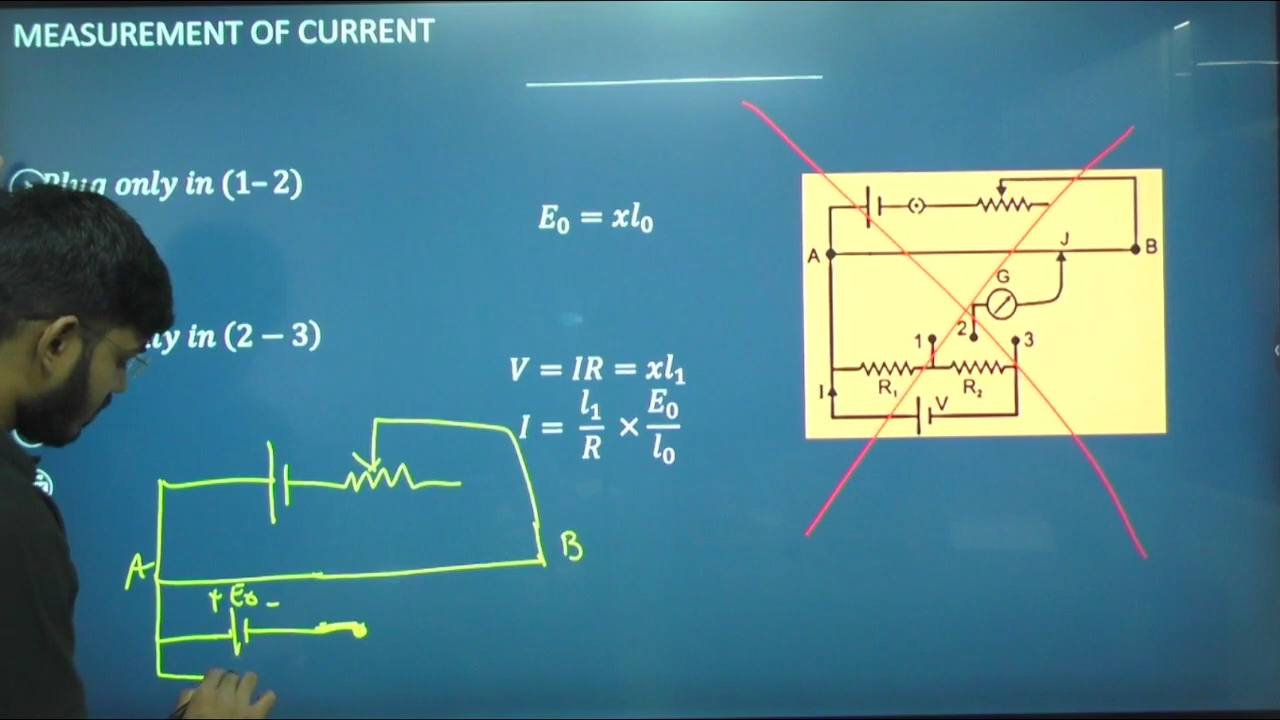 MEASUREMENT OF CURRENT
Plug only in (1–2)
E₀ = xl₀
in (2 – 3)
V = IR = xl₁
I = l₁/R × E₀/l₀
A
B
+ E₀ -
A
J
B
G
1
2
3
R₁
R₂
I
V